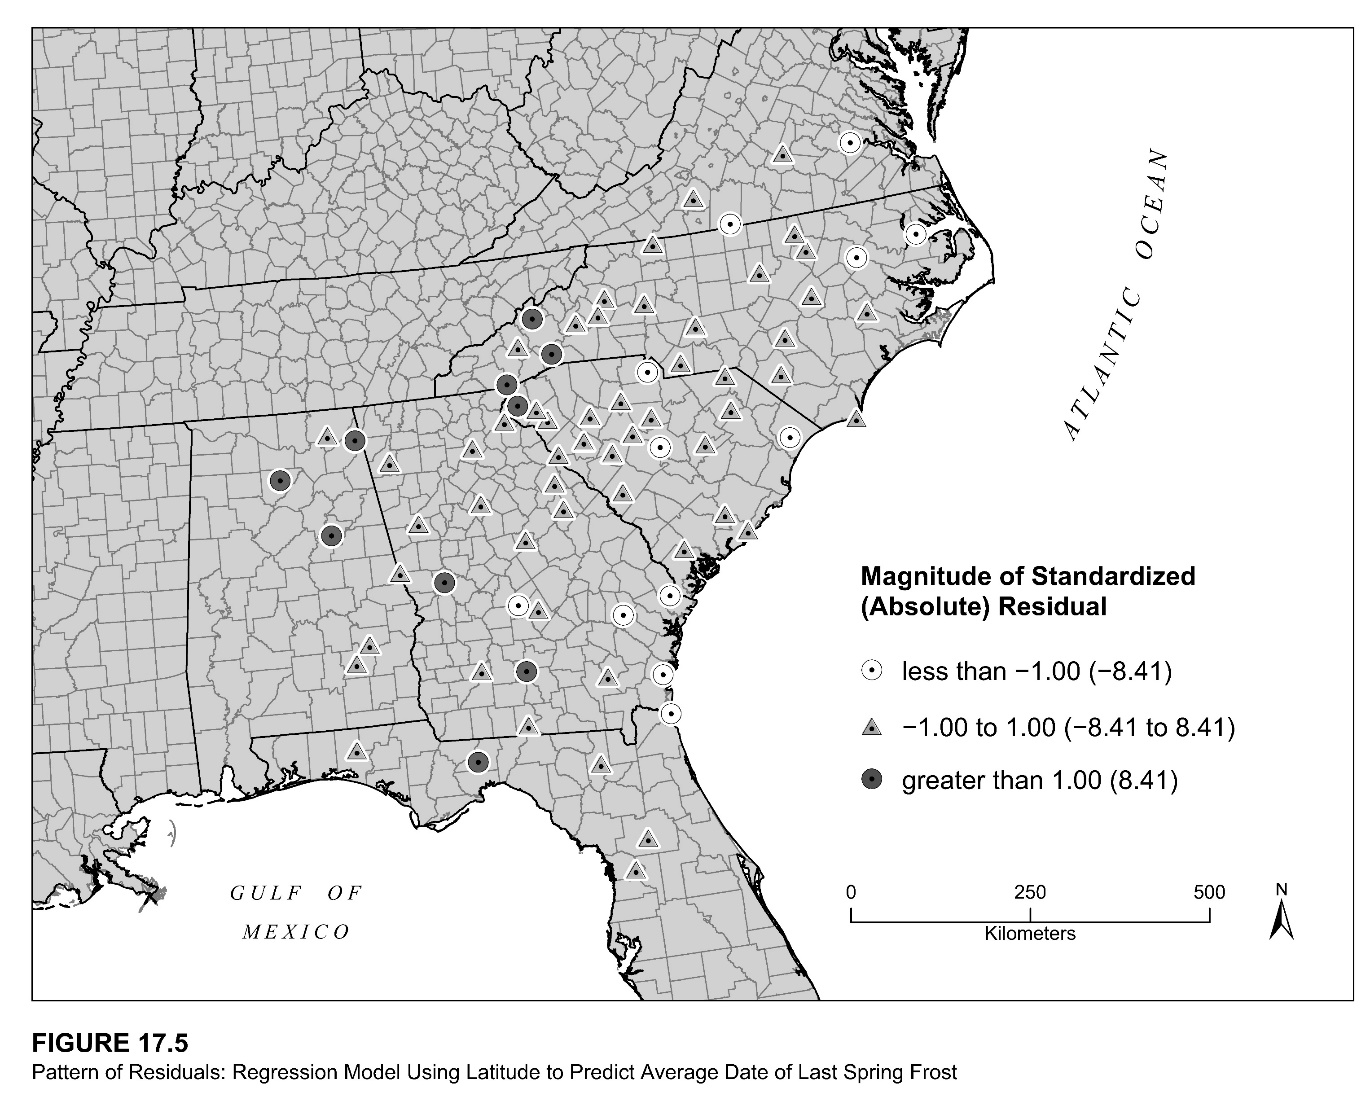 ATLANTIC OCEAN
Magnitude of Standardized
(Absolute) Residual
less than −1.00 (−8.41)
−1.00 to 1.00 (−8.41 to 8.41)
greater than 1.00 (8.41)
GULF OF
MEXICO
0 250 500
Kilometers
N
FIGURE 17.5
Pattern of Residuals: Regression Model Using Latitude to Predict Average Date of Last Spring Frost